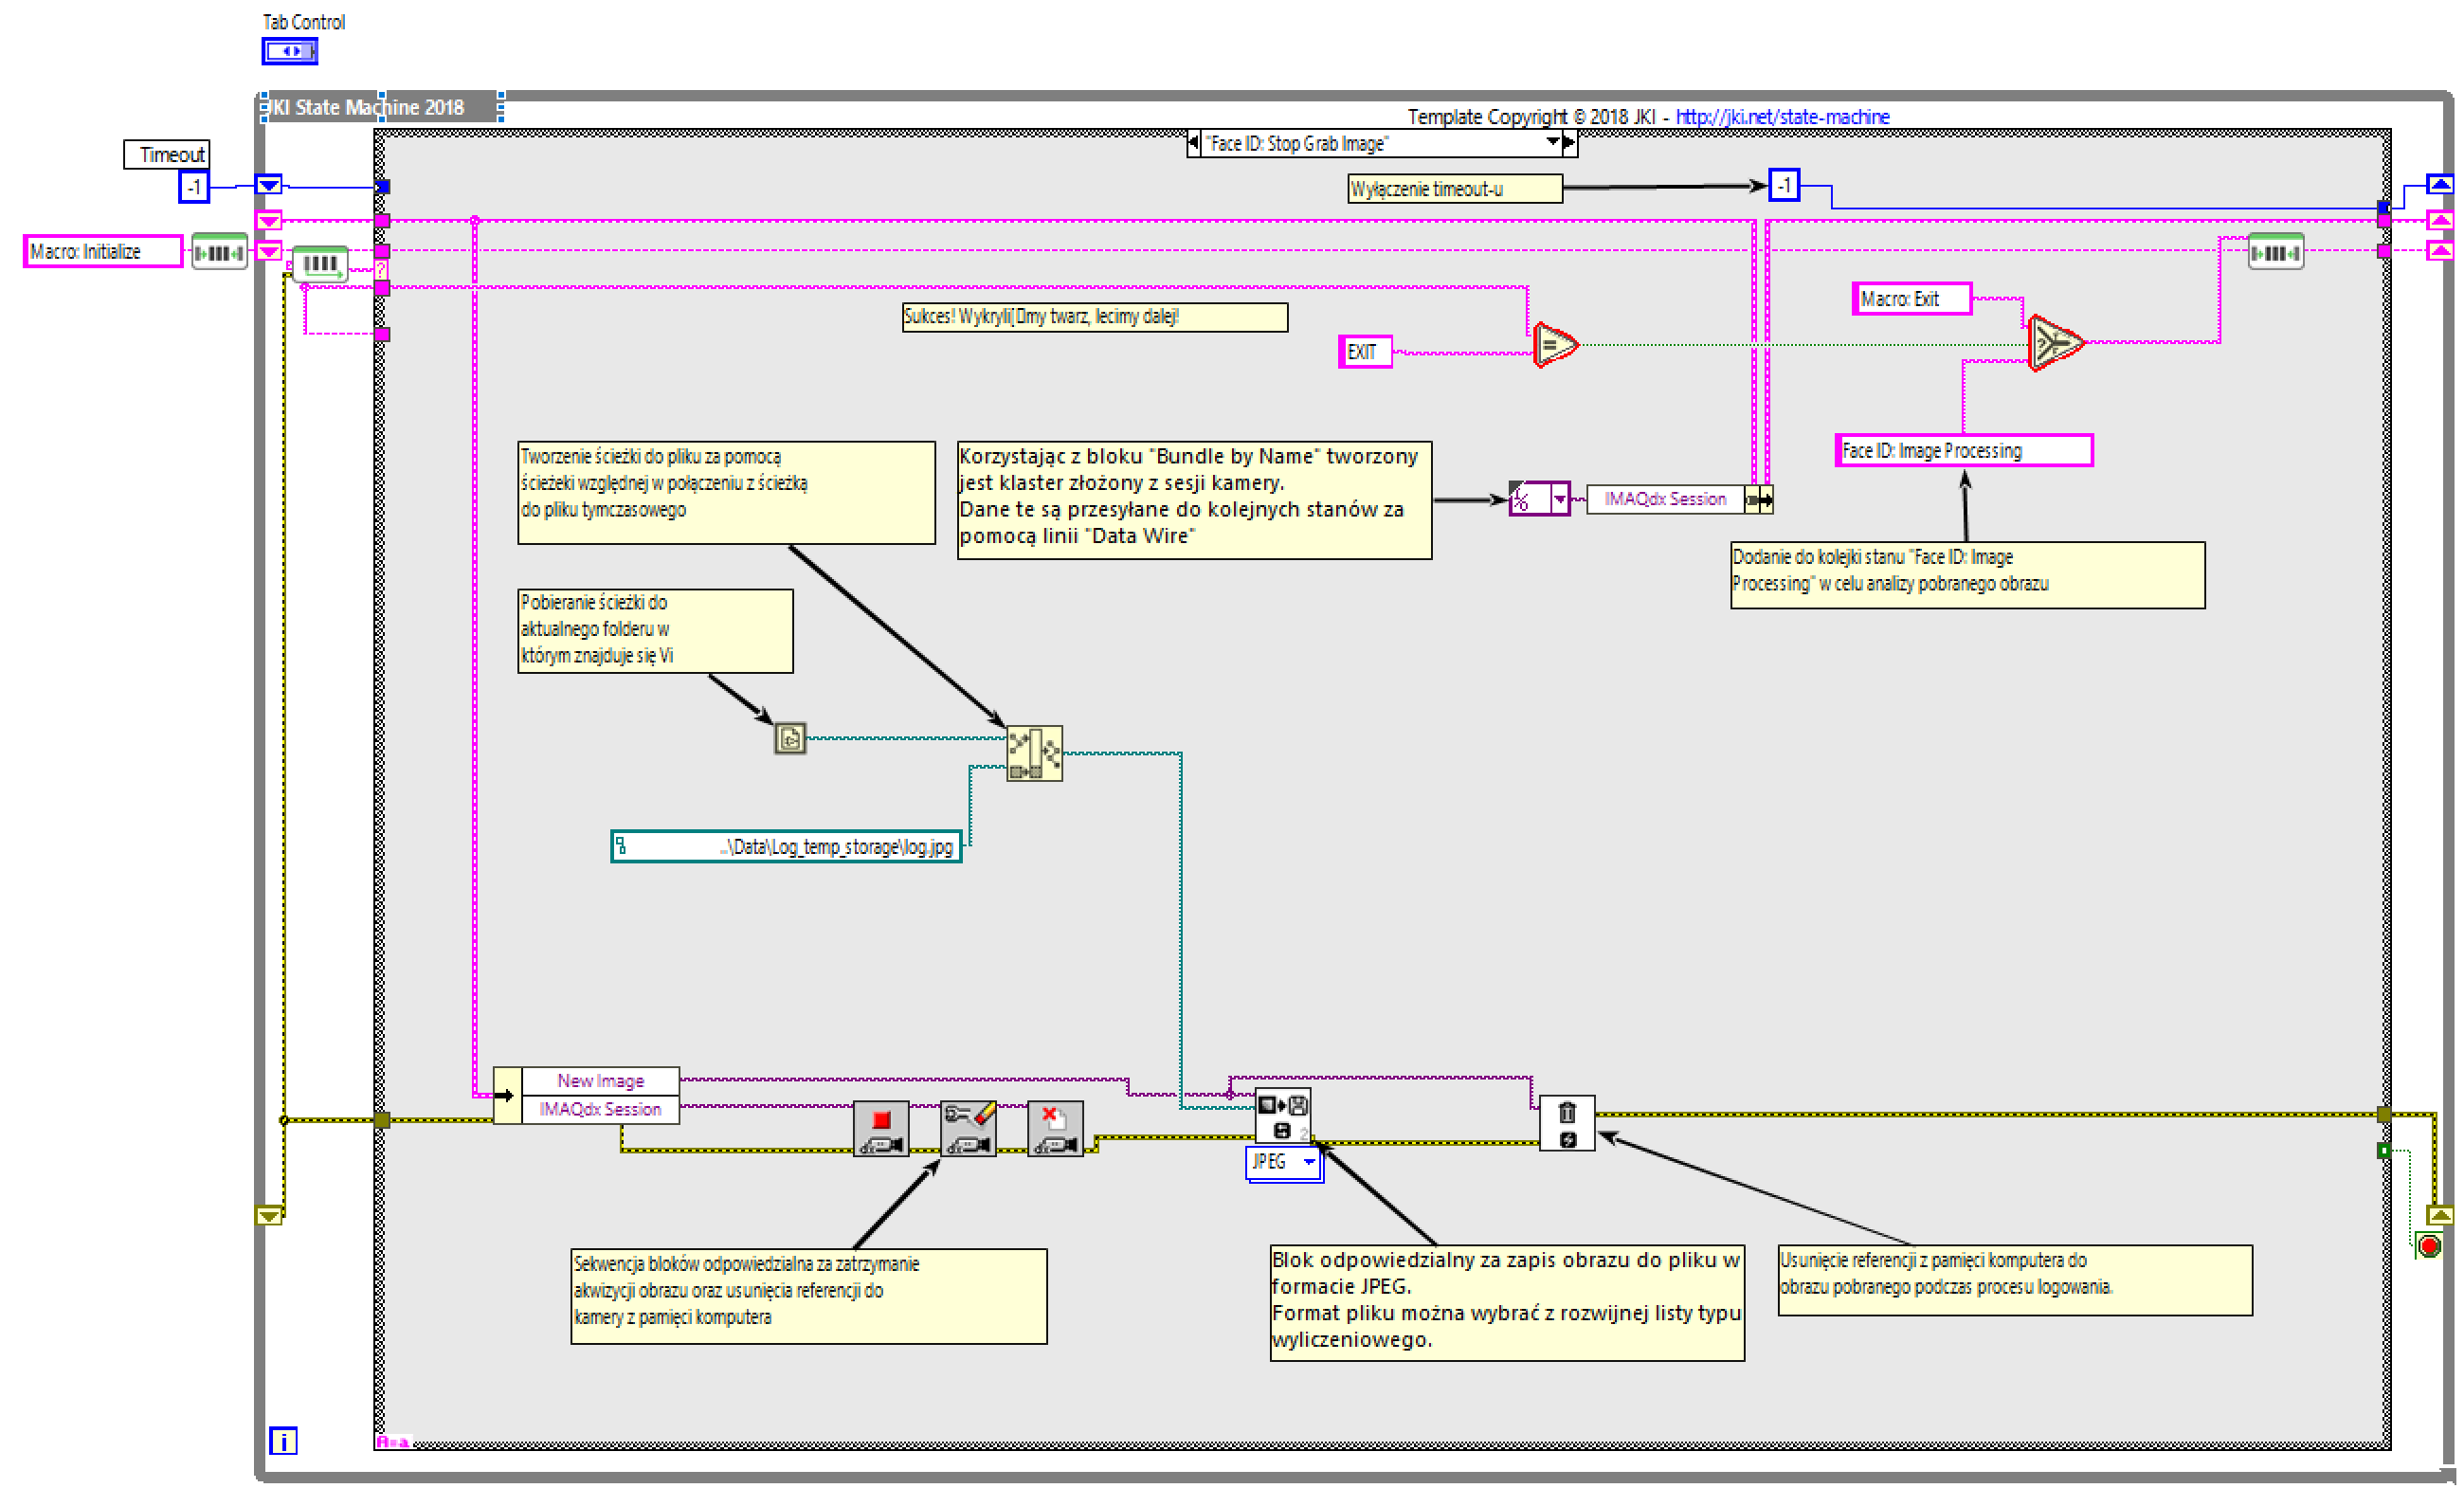 Tab Control
JKI State Machine 2018
Template Copyright © 2018 JKI - http://jki.net/state-machine
"Face ID: Stop Grab Image"
Timeout
-1
Wyłączenie timeout-u
-1
Macro: Initialize
Macro: Exit
Sukces! Wykryli[▯my twarz, lecimy dalej!
EXIT
=
?
Face ID: Image Processing
Tworzenie ścieżki do pliku za pomocą
ścieżeki względnej w połączeniu z ścieżką
do pliku tymczasowego
Korzystając z bloku "Bundle by Name" tworzony
jest klaster złożony z sesji kamery.
Dane te są przesyłane do kolejnych stanów za
pomocą linii "Data Wire"
I/O
IMAQdx Session
Dodanie do kolejki stanu "Face ID: Image
Processing" w celu analizy pobranego obrazu
Pobieranie ścieżki do
aktualnego folderu w
którym znajduje się Vi
..\Data\Log_temp_storage\log.jpg
New Image
IMAQdx Session
2
JPEG
Sekwencja bloków odpowiedzialna za zatrzymanie
akwizycji obrazu oraz usunięcia referencji do
kamery z pamięci komputera
Blok odpowiedzialny za zapis obrazu do pliku w
formacie JPEG.
Format pliku można wybrać z rozwijnej listy typu
wyliczeniowego.
Usunięcie referencji z pamięci komputera do
obrazu pobranego podczas procesu logowania.
i
A=a